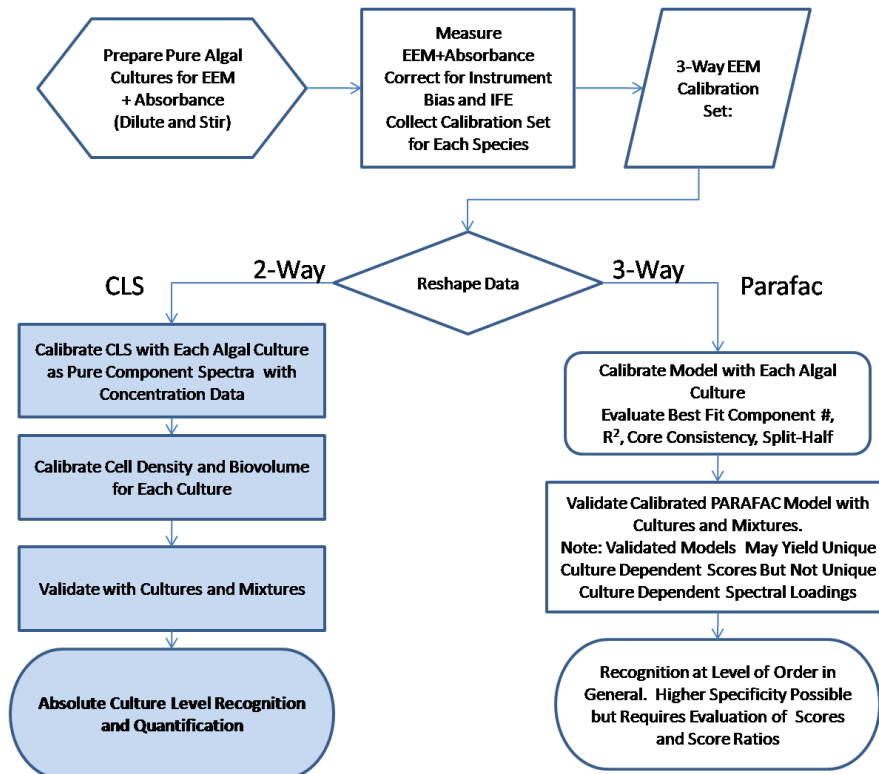 Prepare Pure Algal
Cultures for EEM
+ Absorbance
(Dilute and Stir)
Measure
EEM+Absorbance
Correct for Instrument
Bias and IFE
Collect Calibration Set
for Each Species
3-Way EEM
Calibration
Set:
Reshape Data
2-Way
CLS
3-Way
Parafac
Calibrate CLS with Each Algal Culture
as Pure Component Spectra with
Concentration Data
Calibrate Cell Density and Biovolume
for Each Culture
Validate with Cultures and Mixtures
Absolute Culture Level Recognition
and Quantification
Calibrate Model with Each Algal
Culture
Evaluate Best Fit Component #,
R², Core Consistency, Split-Half
Validate Calibrated PARAFAC Model with
Cultures and Mixtures.
Note: Validated Models May Yield Unique
Culture Dependent Scores But Not Unique
Culture Dependent Spectral Loadings
Recognition at Level of Order in
General. Higher Specificity Possible
but Requires Evaluation of Scores
and Score Ratios